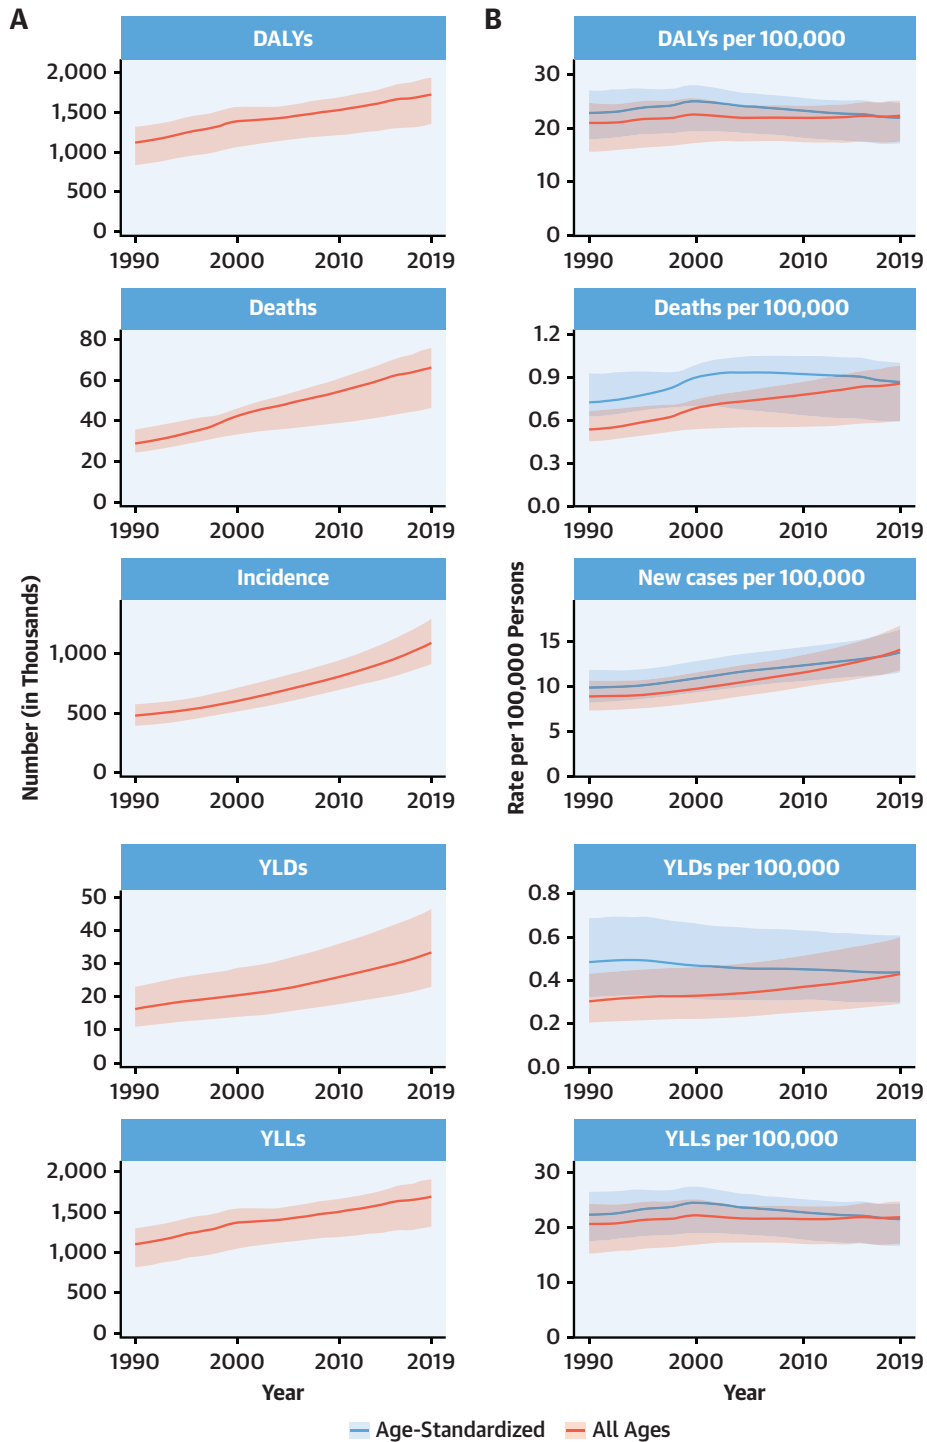 A
B
DALYs
2,000
1,500
1,000
500
0
1990 2000 2010 2019
DALYs per 100,000
30
20
10
0
1990 2000 2010 2019
Deaths
80
60
40
20
0
1990 2000 2010 2019
Deaths per 100,000
1.2
0.9
0.6
0.3
0.0
1990 2000 2010 2019
Number (in Thousands)
Incidence
1,000
500
0
1990 2000 2010 2019
Rate per 100,000 Persons
New cases per 100,000
15
10
5
0
1990 2000 2010 2019
YLDs
50
40
30
20
10
0
1990 2000 2010 2019
YLDs per 100,000
0.8
0.6
0.4
0.2
0.0
1990 2000 2010 2019
YLLs
2,000
1,500
1,000
500
0
1990 2000 2010 2019
Year
YLLs per 100,000
30
20
10
0
1990 2000 2010 2019
Year
Age-Standardized All Ages